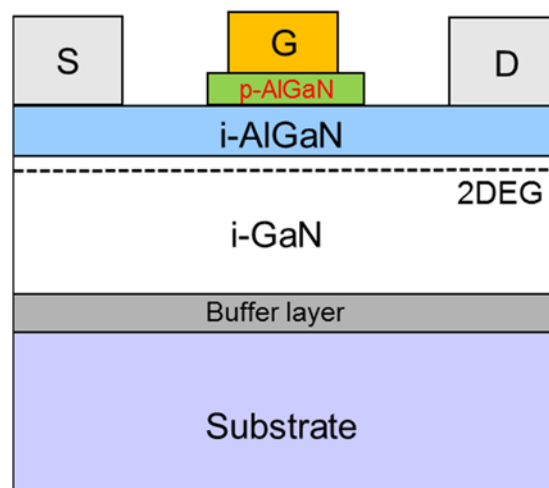 S
G
D
p-AlGaN
i-AlGaN
2DEG
i-GaN
Buffer layer
Substrate